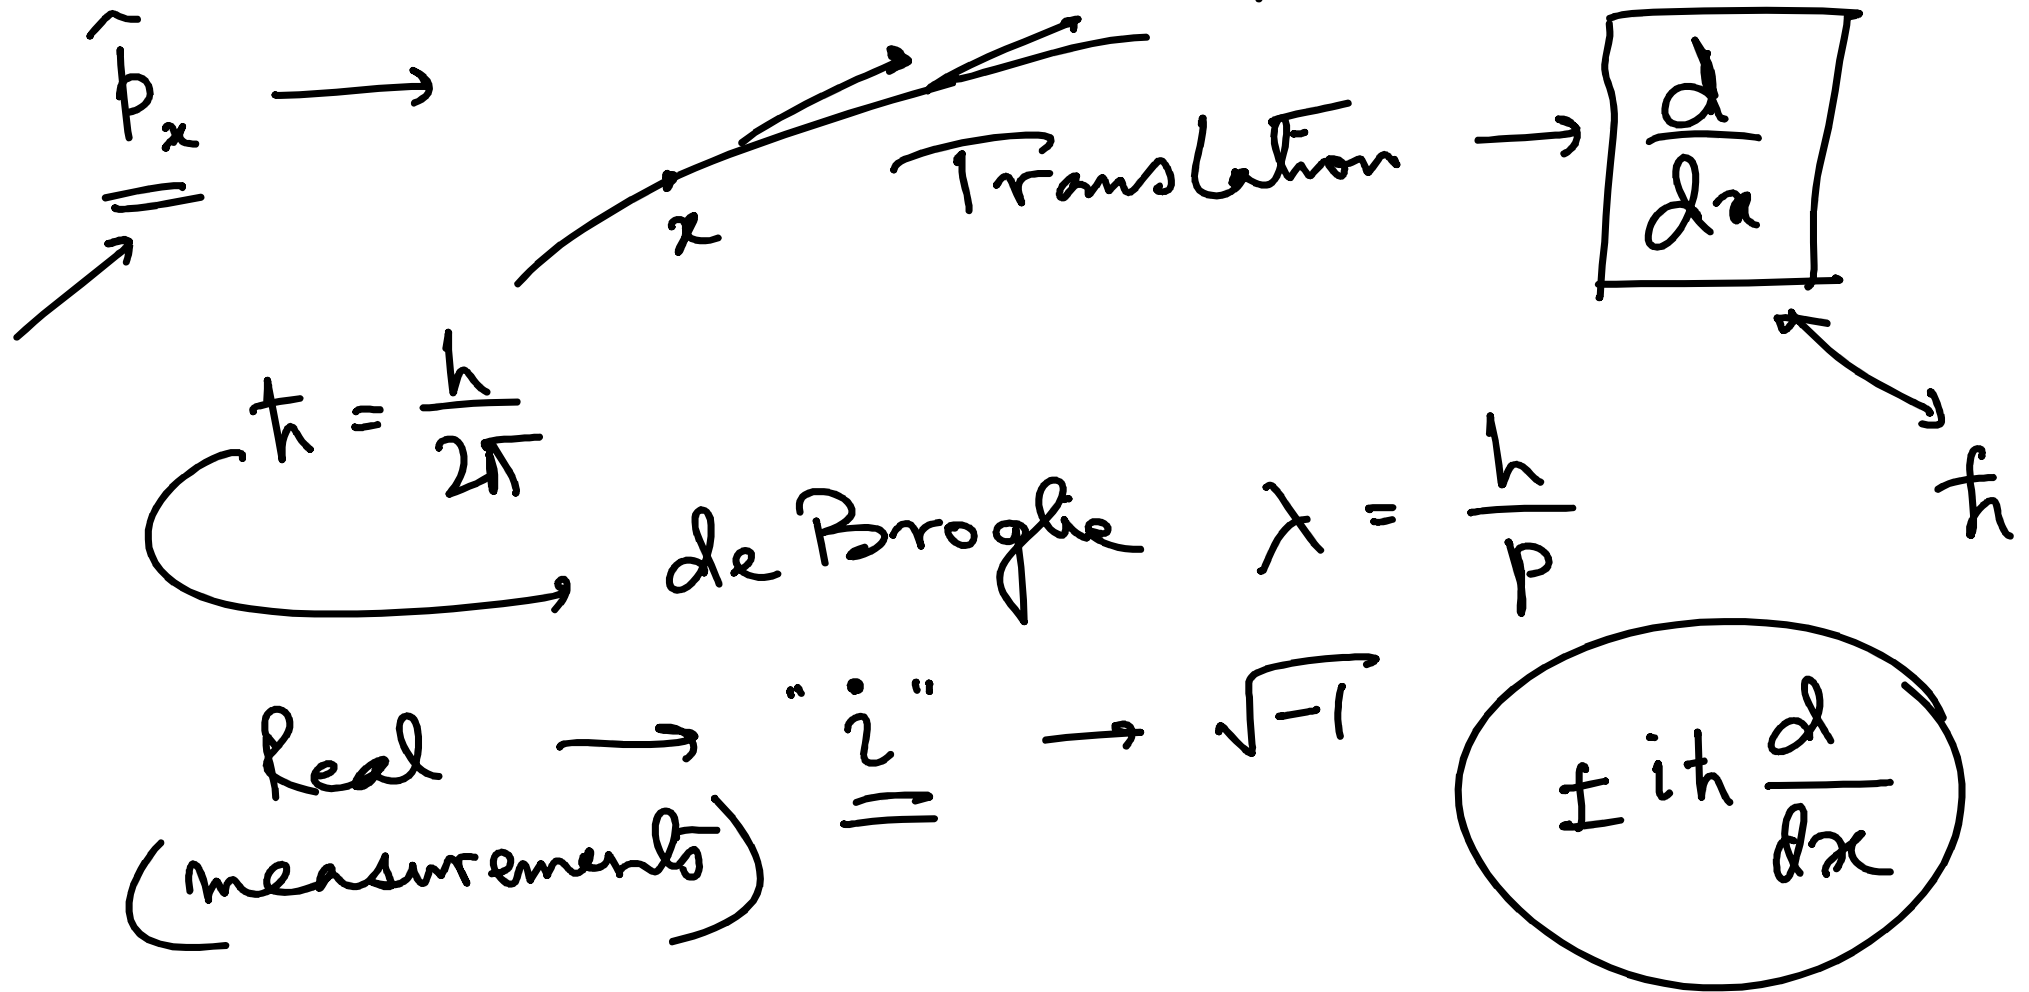 p̂ₓ → x Translation → d/dx
ħ = h/2π ħ
de Broglie λ = h/p
Real → "i" → √-1 ± iħ d/dx
(measurements)